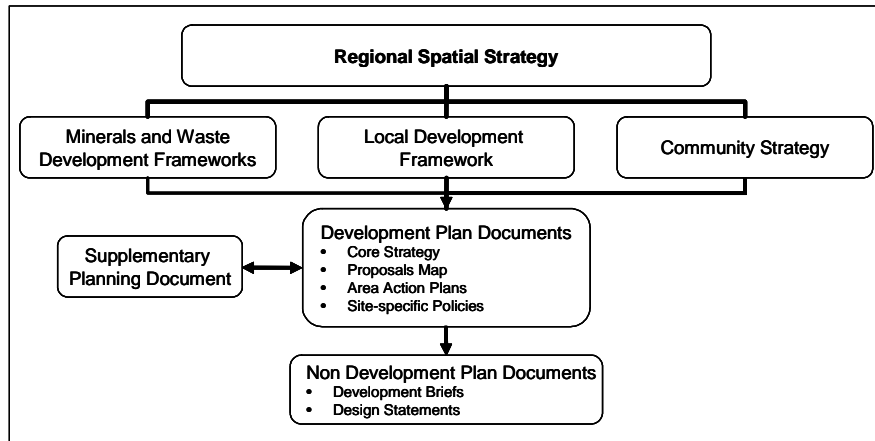 Regional Spatial Strategy
Minerals and Waste
Development Frameworks
Local Development
Framework
Community Strategy
Supplementary
Planning Document
Development Plan Documents
• Core Strategy
• Proposals Map
• Area Action Plans
• Site-specific Policies
Non Development Plan Documents
• Development Briefs
• Design Statements